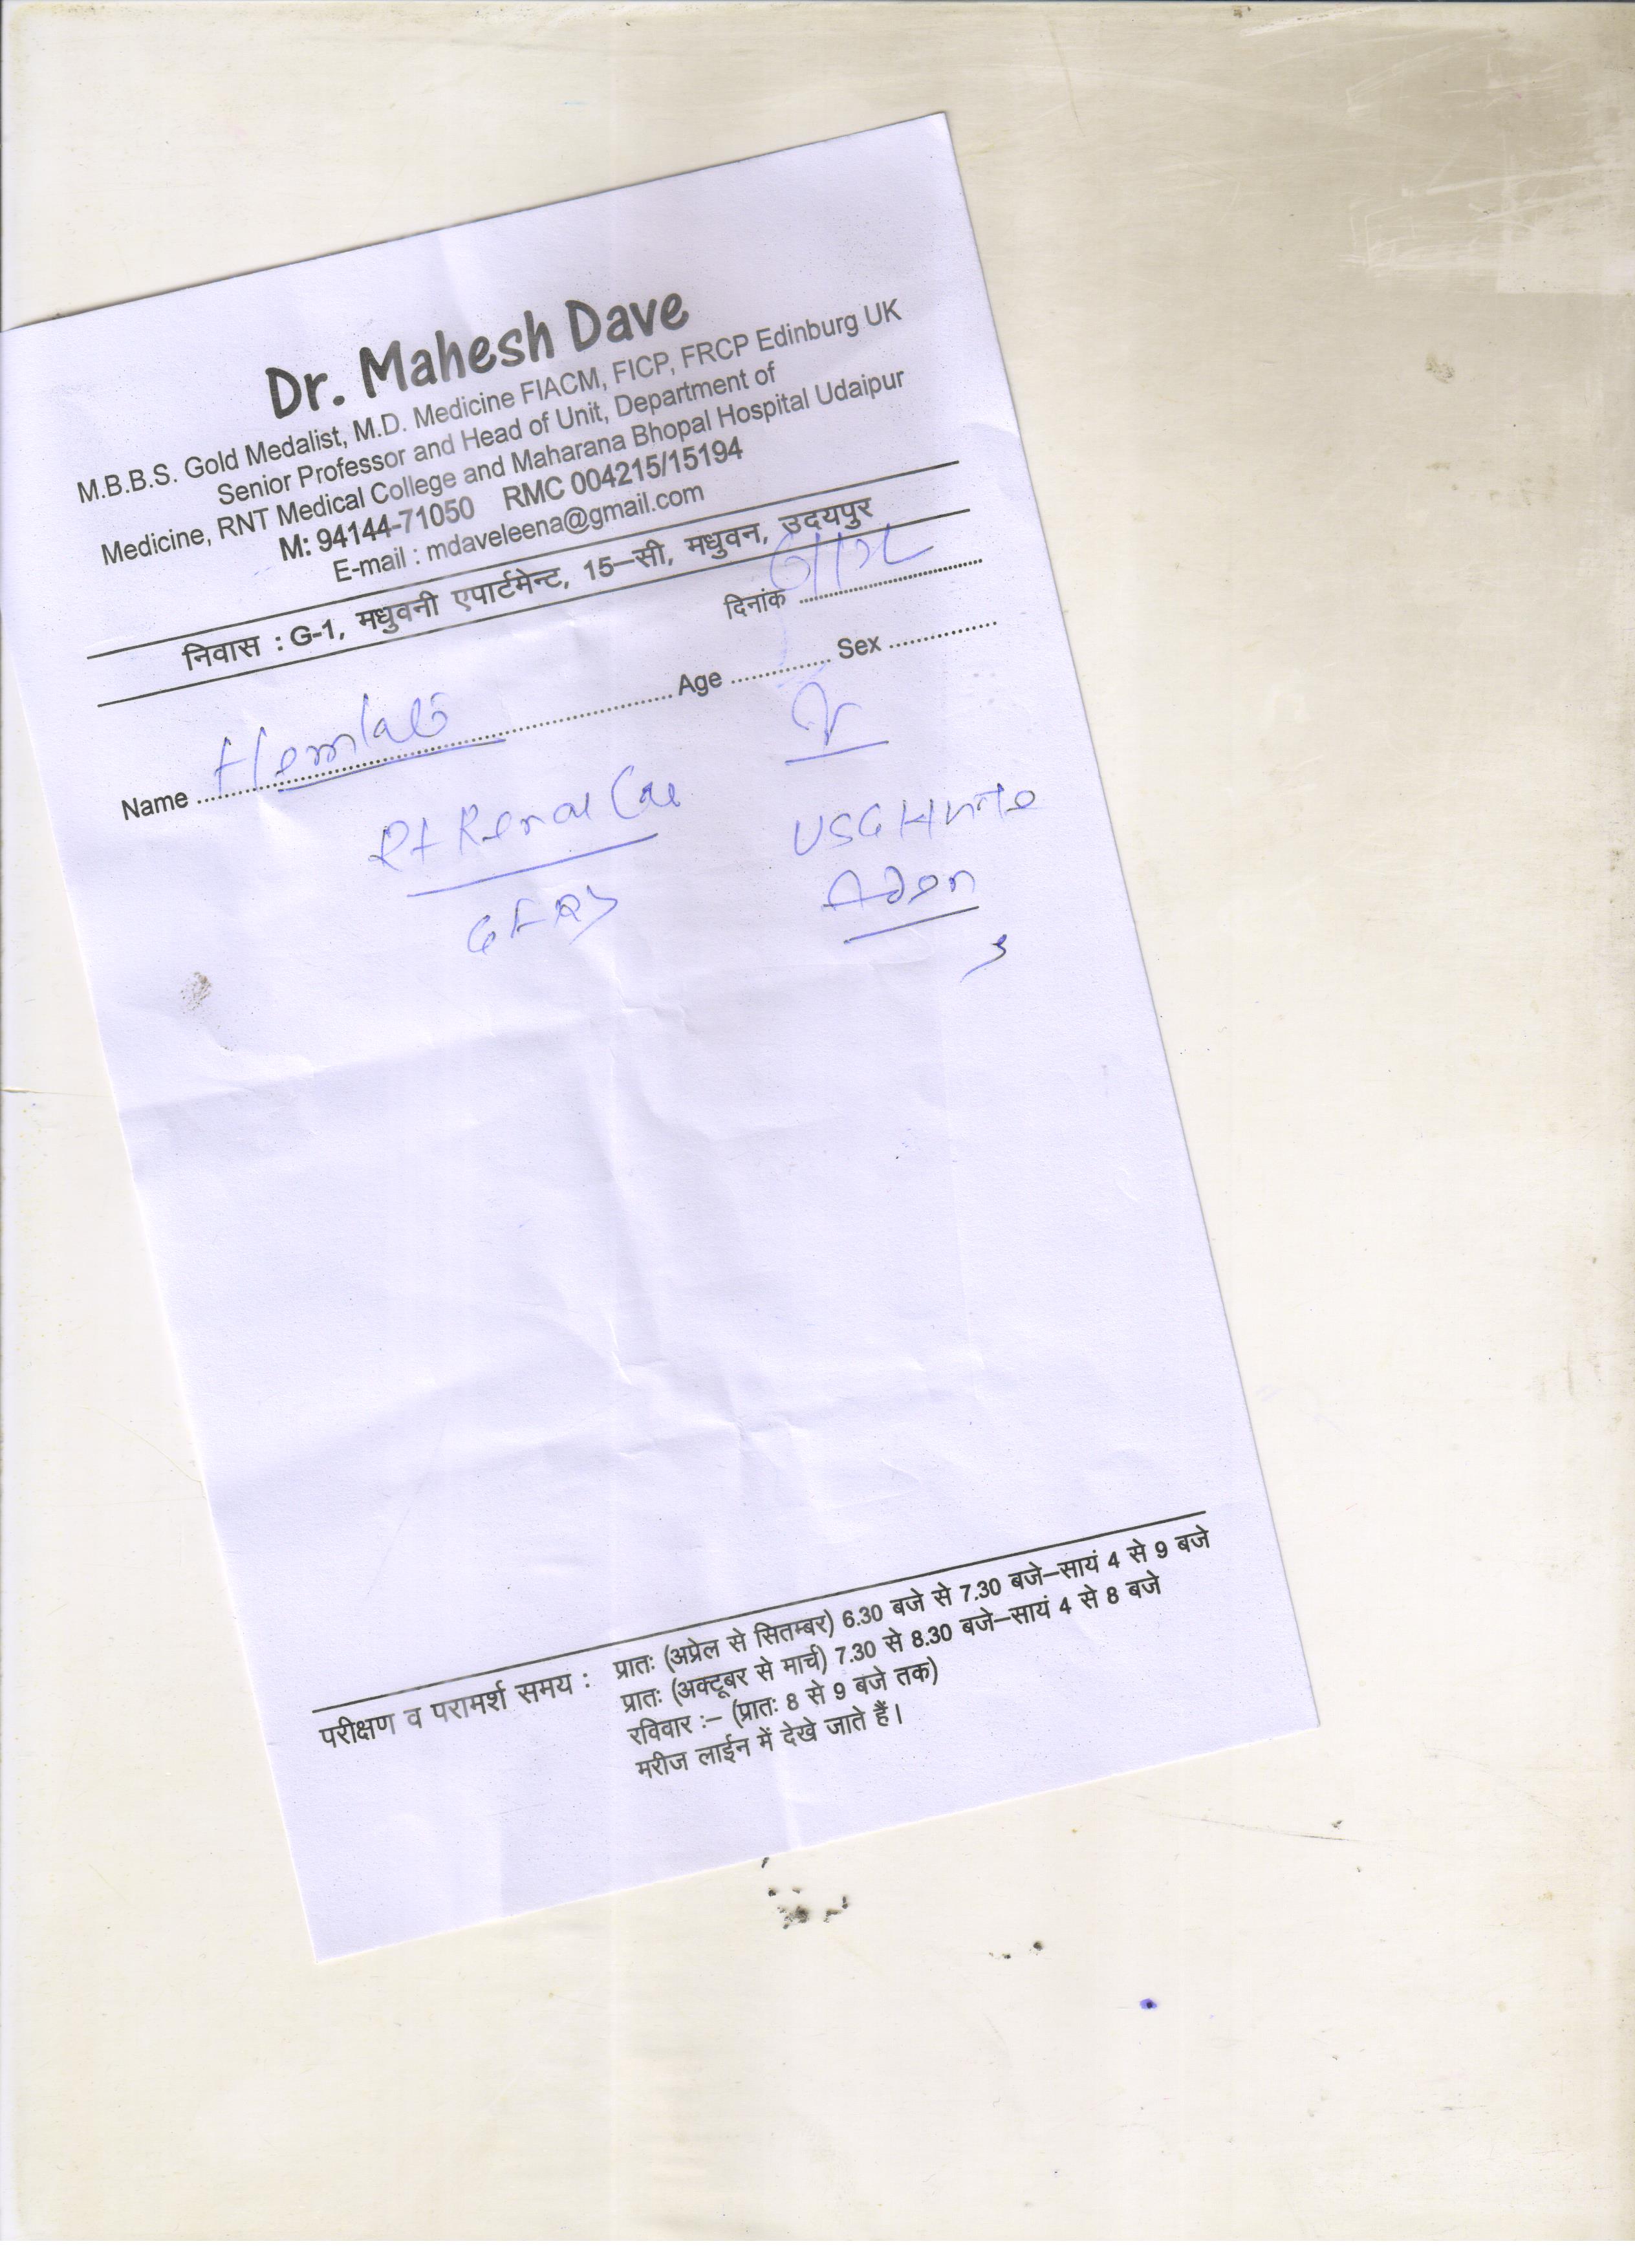 Dr. Mahesh Dave
M.B.B.S. Gold Medalist, M.D. Medicine FIACM, FICP, FRCP Edinburg UK
Senior Professor and Head of Unit, Department of
Medicine, RNT Medical College and Maharana Bhopal Hospital Udaipur
M: 94144-71050 RMC 004215/15194
E-mail : mdaveleena@gmail.com
निवास : G-1, मधुवनी एपार्टमेन्ट, 15–सी, मधुवन, उदयपुर
दिनांक
Name Hemlata Age Sex
Rt Renal
USG
परीक्षण व परामर्श समय : प्रातः (अप्रेल से सितम्बर) 6.30 बजे से 7.30 बजे–सायं 4 से 9 बजे
प्रातः (अक्टूबर से मार्च) 7.30 से 8.30 बजे–सायं 4 से 8 बजे
रविवार :– (प्रातः 8 से 9 बजे तक)
मरीज लाईन में देखे जाते हैं।